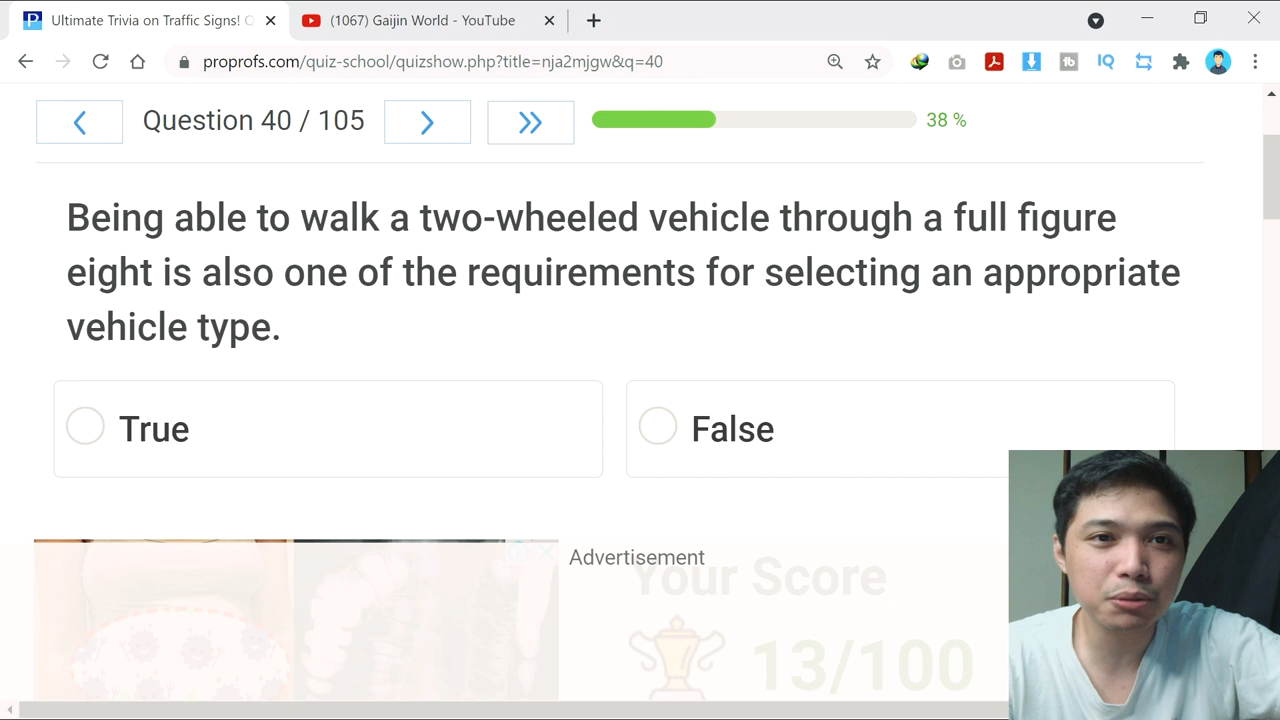 Ultimate Trivia on Traffic Signs! Q
(1067) Gaijin World - YouTube
proprofs.com/quiz-school/quizshow.php?title=nja2mjgw&q=40
IQ
Question 40 / 105
38 %
Being able to walk a two-wheeled vehicle through a full figure
eight is also one of the requirements for selecting an appropriate
vehicle type.
True
False
Advertisement
Your Score
13/100